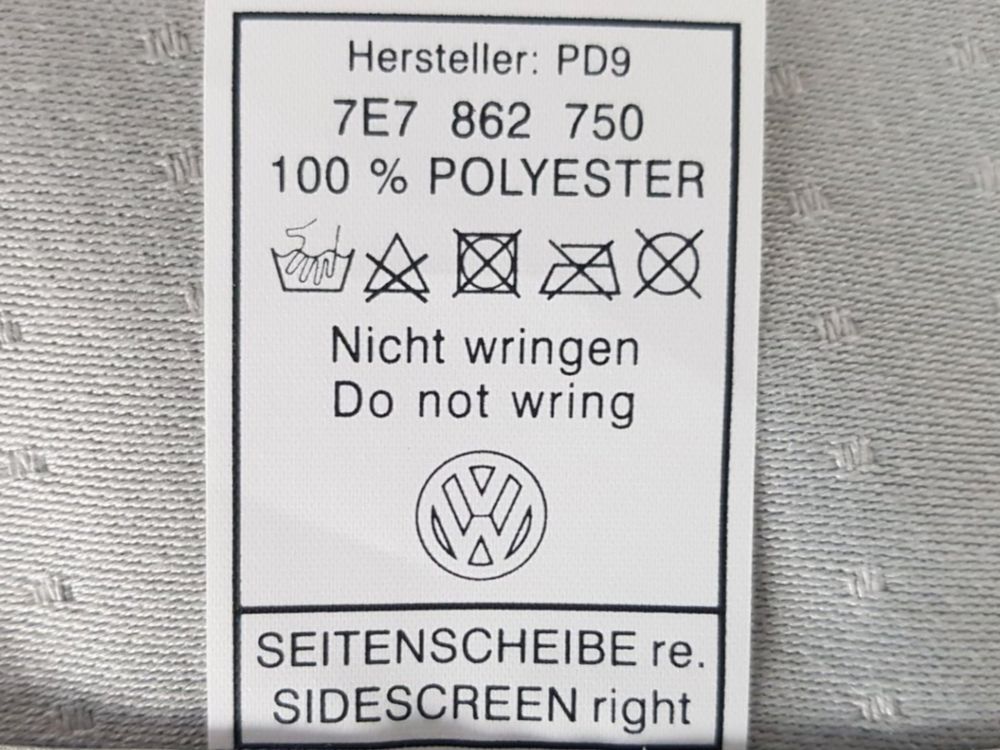 Hersteller: PD9
7E7 862 750
100 % POLYESTER
Nicht wringen
Do not wring
SEITENSCHEIBE re.
SIDESCREEN right